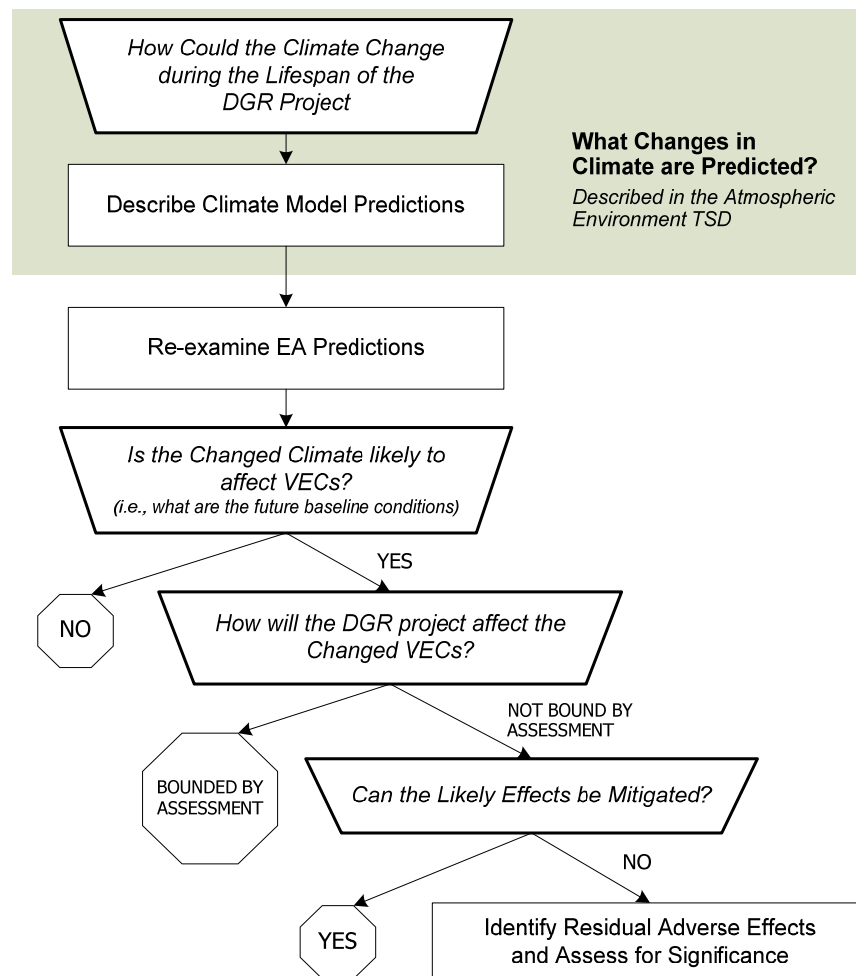 How Could the Climate Change
during the Lifespan of the
DGR Project
What Changes in
Climate are Predicted?
Described in the Atmospheric
Environment TSD
Describe Climate Model Predictions
Re-examine EA Predictions
Is the Changed Climate likely to
affect VECs?
(i.e., what are the future baseline conditions)
YES
NO
How will the DGR project affect the
Changed VECs?
NOT BOUND BY
ASSESSMENT
BOUNDED BY
ASSESSMENT
Can the Likely Effects be Mitigated?
NO
YES
Identify Residual Adverse Effects
and Assess for Significance